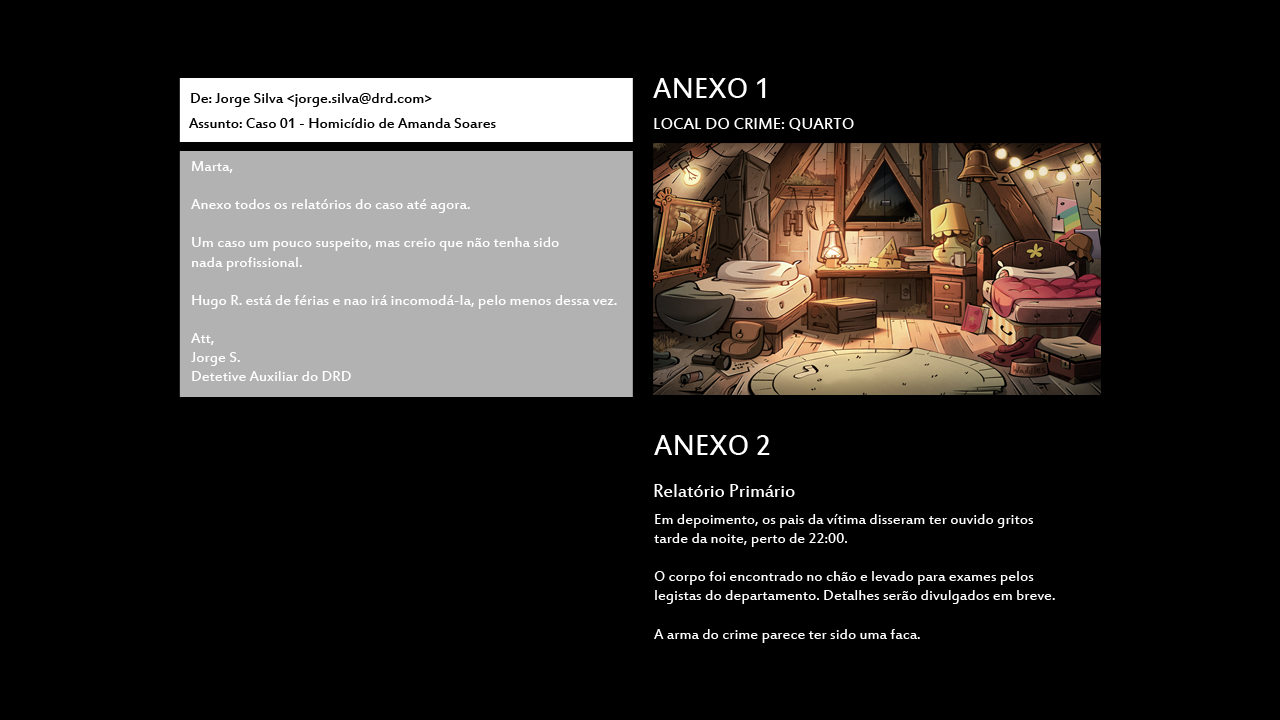 De: Jorge Silva <jorge.silva@drd.com>
Assunto: Caso 01 - Homicídio de Amanda Soares
Marta,
Anexo todos os relatórios do caso até agora.
Um caso um pouco suspeito, mas creio que não tenha sido
nada profissional.
Hugo R. está de férias e nao irá incomodá-la, pelo menos dessa vez.
Att,
Jorge S.
Detetive Auxiliar do DRD
ANEXO 1
LOCAL DO CRIME: QUARTO
ANEXO 2
Relatório Primário
Em depoimento, os pais da vítima disseram ter ouvido gritos
tarde da noite, perto de 22:00.
O corpo foi encontrado no chão e levado para exames pelos
legistas do departamento. Detalhes serão divulgados em breve.
A arma do crime parece ter sido uma faca.